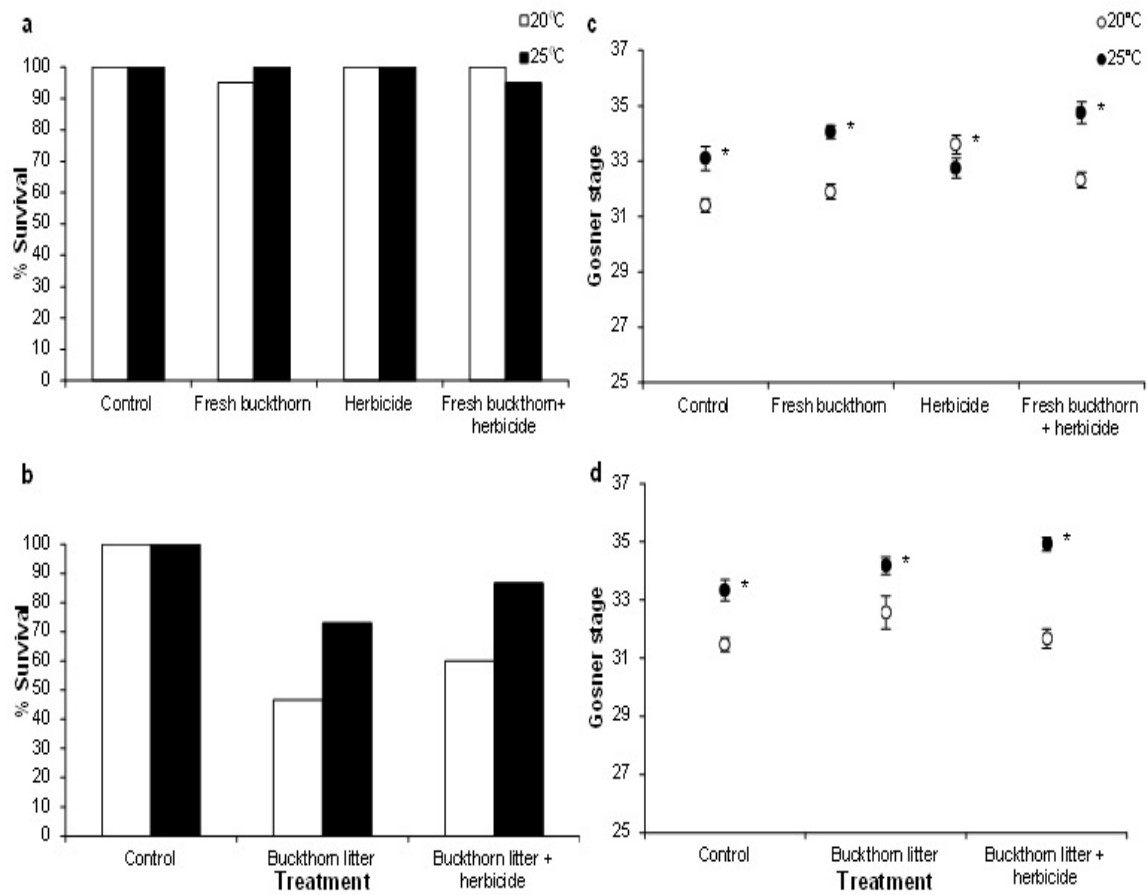 a
□20°C
■25°C
100
90
80
70
60
50
40
30
20
10
0
% Survival
Control
Fresh buckthorn
Herbicide
Fresh buckthorn+
herbicide
c
○20°C
●25°C
37
35
33
31
29
27
25
Gosner stage
*
*
*
*
Control
Fresh buckthorn
Herbicide
Fresh buckthorn
+ herbicide
b
100
90
80
70
60
50
40
30
20
10
0
% Survival
Control
Buckthorn litter
Buckthorn litter +
herbicide
Treatment
d
37
35
33
31
29
27
25
Gosner stage
*
*
*
Control
Buckthorn litter
Buckthorn litter +
herbicide
Treatment